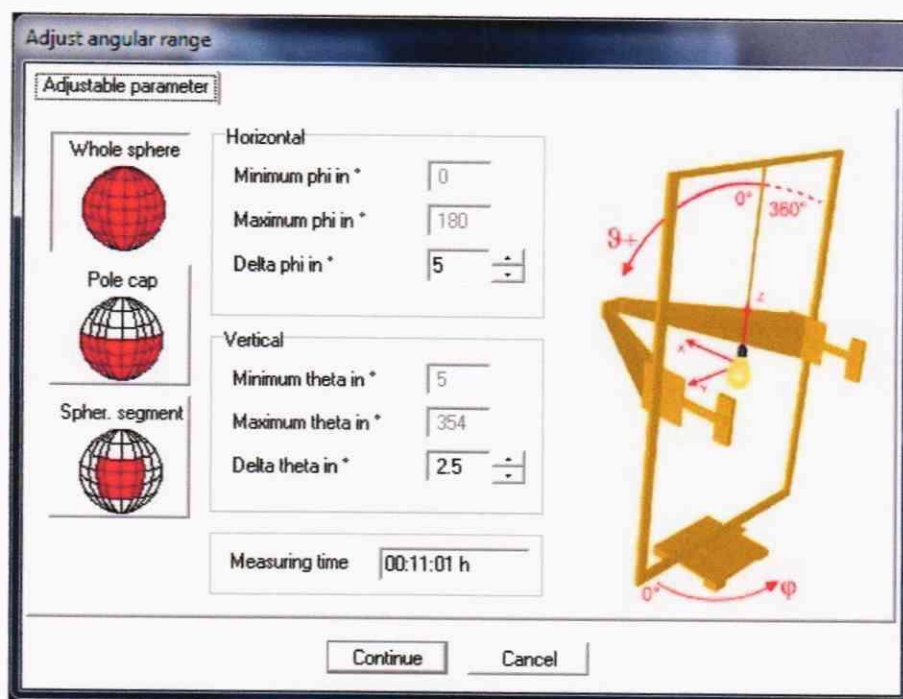 Adjust angular range
Adjustable parameter
Whole sphere
Pole cap
Spher. segment
Horizontal
Minimum phi in °
0
Maximum phi in °
180
Delta phi in °
5
Vertical
Minimum theta in °
5
Maximum theta in °
354
Delta theta in °
2.5
Measuring time
00:11:01 h
ϑ+
0°
360°
z
x
Y
0°
φ
Continue
Cancel